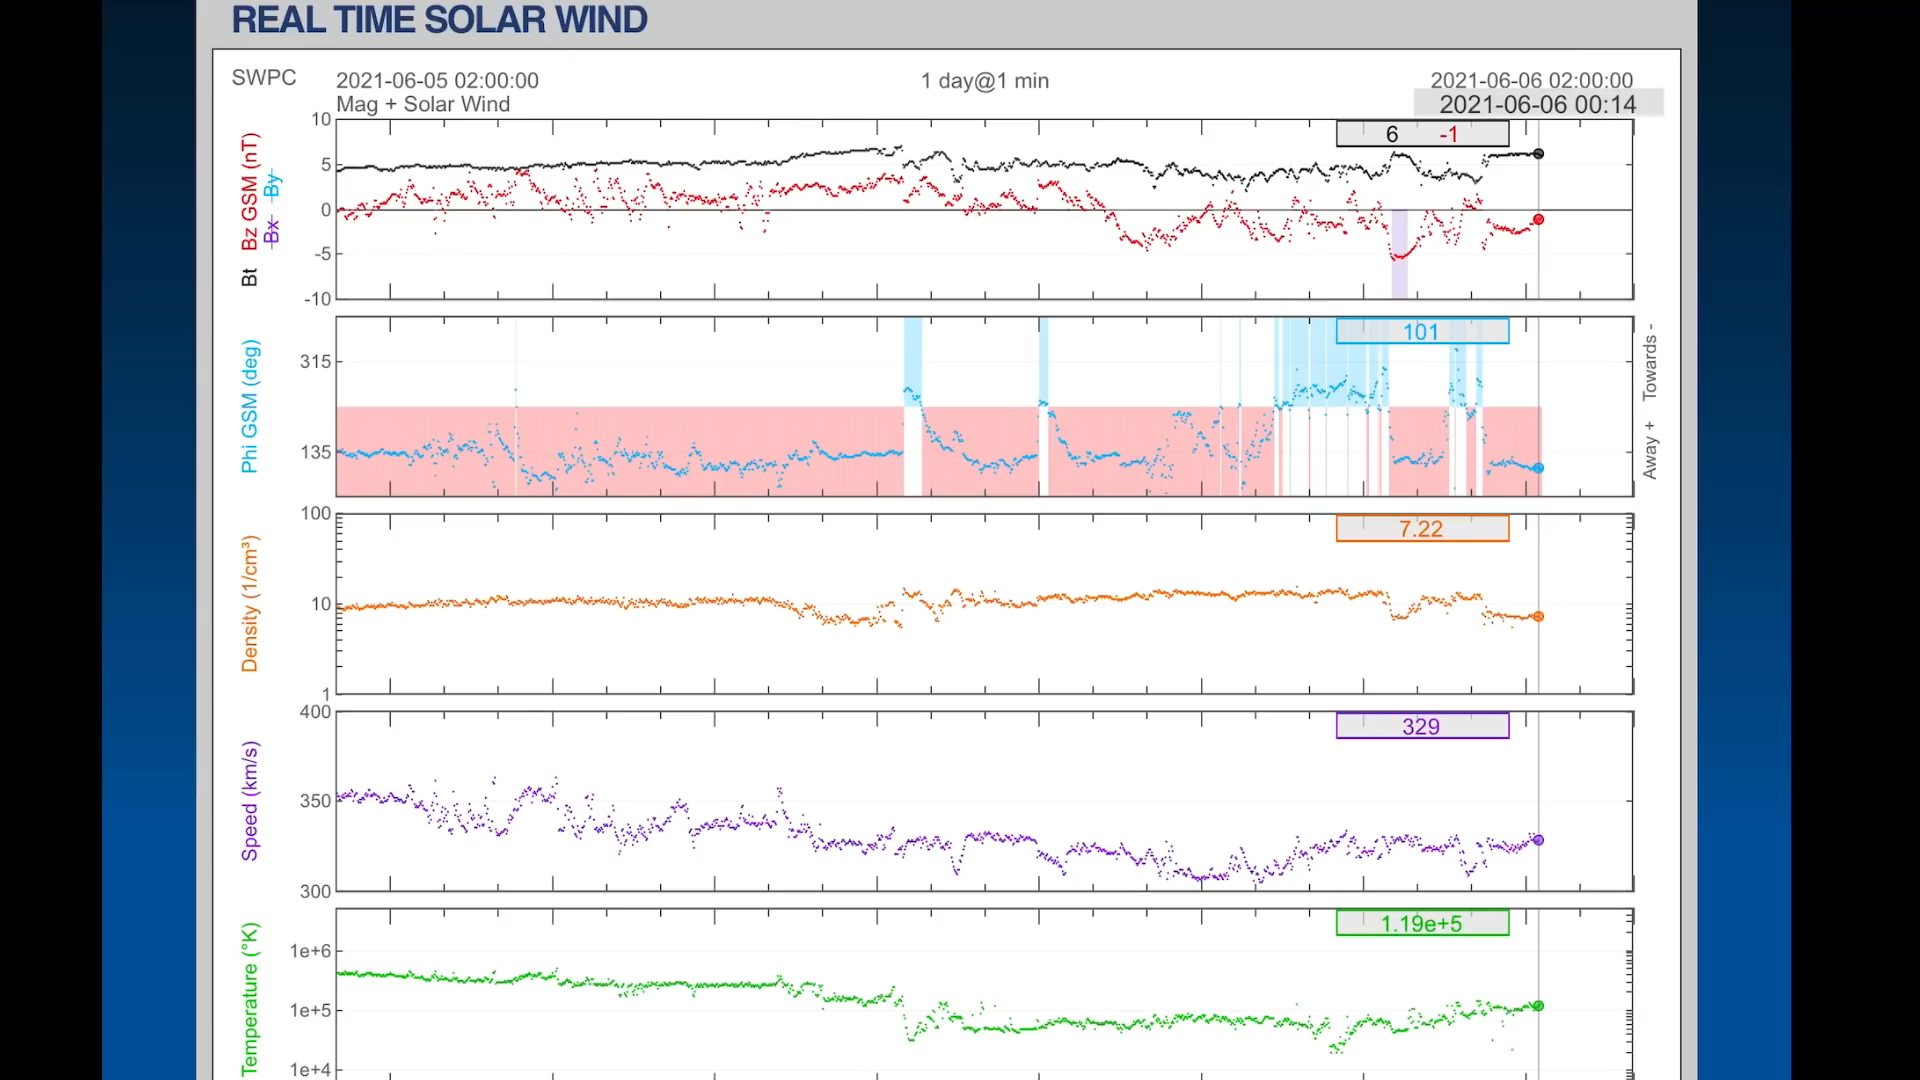 REAL TIME SOLAR WIND
SWPC
2021-06-05 02:00:00
1 day@1 min
2021-06-06 02:00:00
Mag + Solar Wind
2021-06-06 00:14
Bt Bz GSM (nT)
Bx By
10
5
0
-5
-10
6 -1
Phi GSM (deg)
315
135
101
Away + Towards -
Density (1/cm³)
100
10
1
7.22
Speed (km/s)
400
350
300
329
Temperature (°K)
1e+6
1e+5
1e+4
1.19e+5